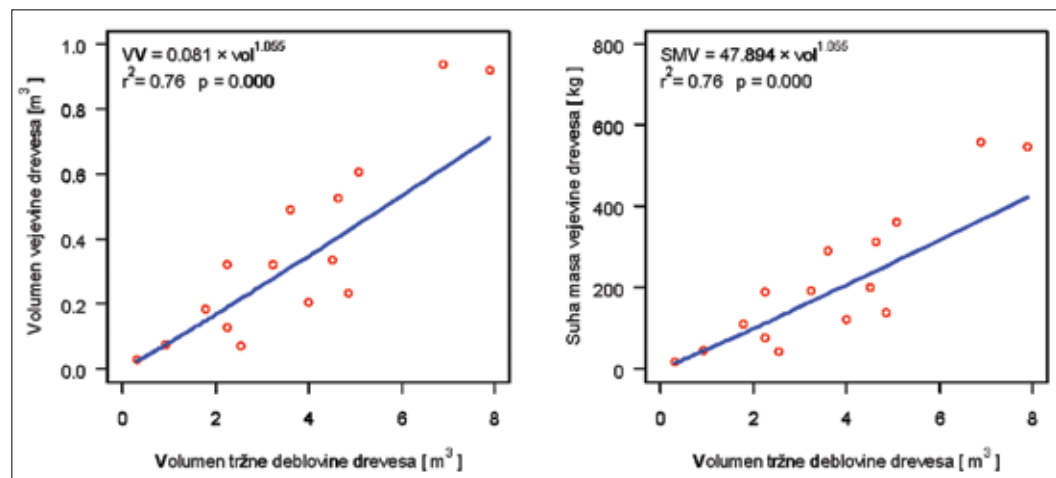 VV = 0.081 × vol^1.055
r² = 0.76 p = 0.000
Volumen vejevine drevesa [m³]
1.0
0.8
0.6
0.4
0.2
0.0
0 2 4 6 8
Volumen tržne deblovine drevesa [ m³ ]
SMV = 47.894 × vol^1.055
r² = 0.76 p = 0.000
Suha masa vejevine drevesa [ kg ]
800
600
400
200
0
0 2 4 6 8
Volumen tržne deblovine drevesa [ m³ ]